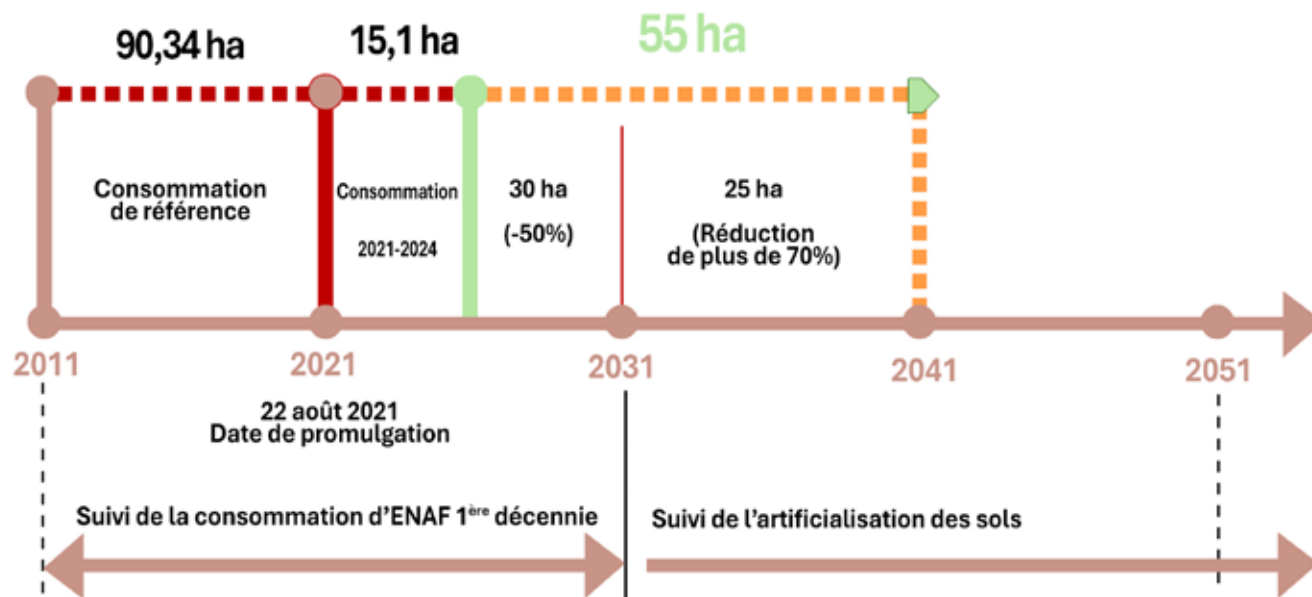 90,34 ha
15,1 ha
55 ha
Consommation
de référence
Consommation
2021-2024
30 ha
(-50%)
25 ha
(Réduction
de plus de 70%)
2011
2021
2031
2041
2051
22 août 2021
Date de promulgation
Suivi de la consommation d’ENAF 1ère décennie
Suivi de l’artificialisation des sols